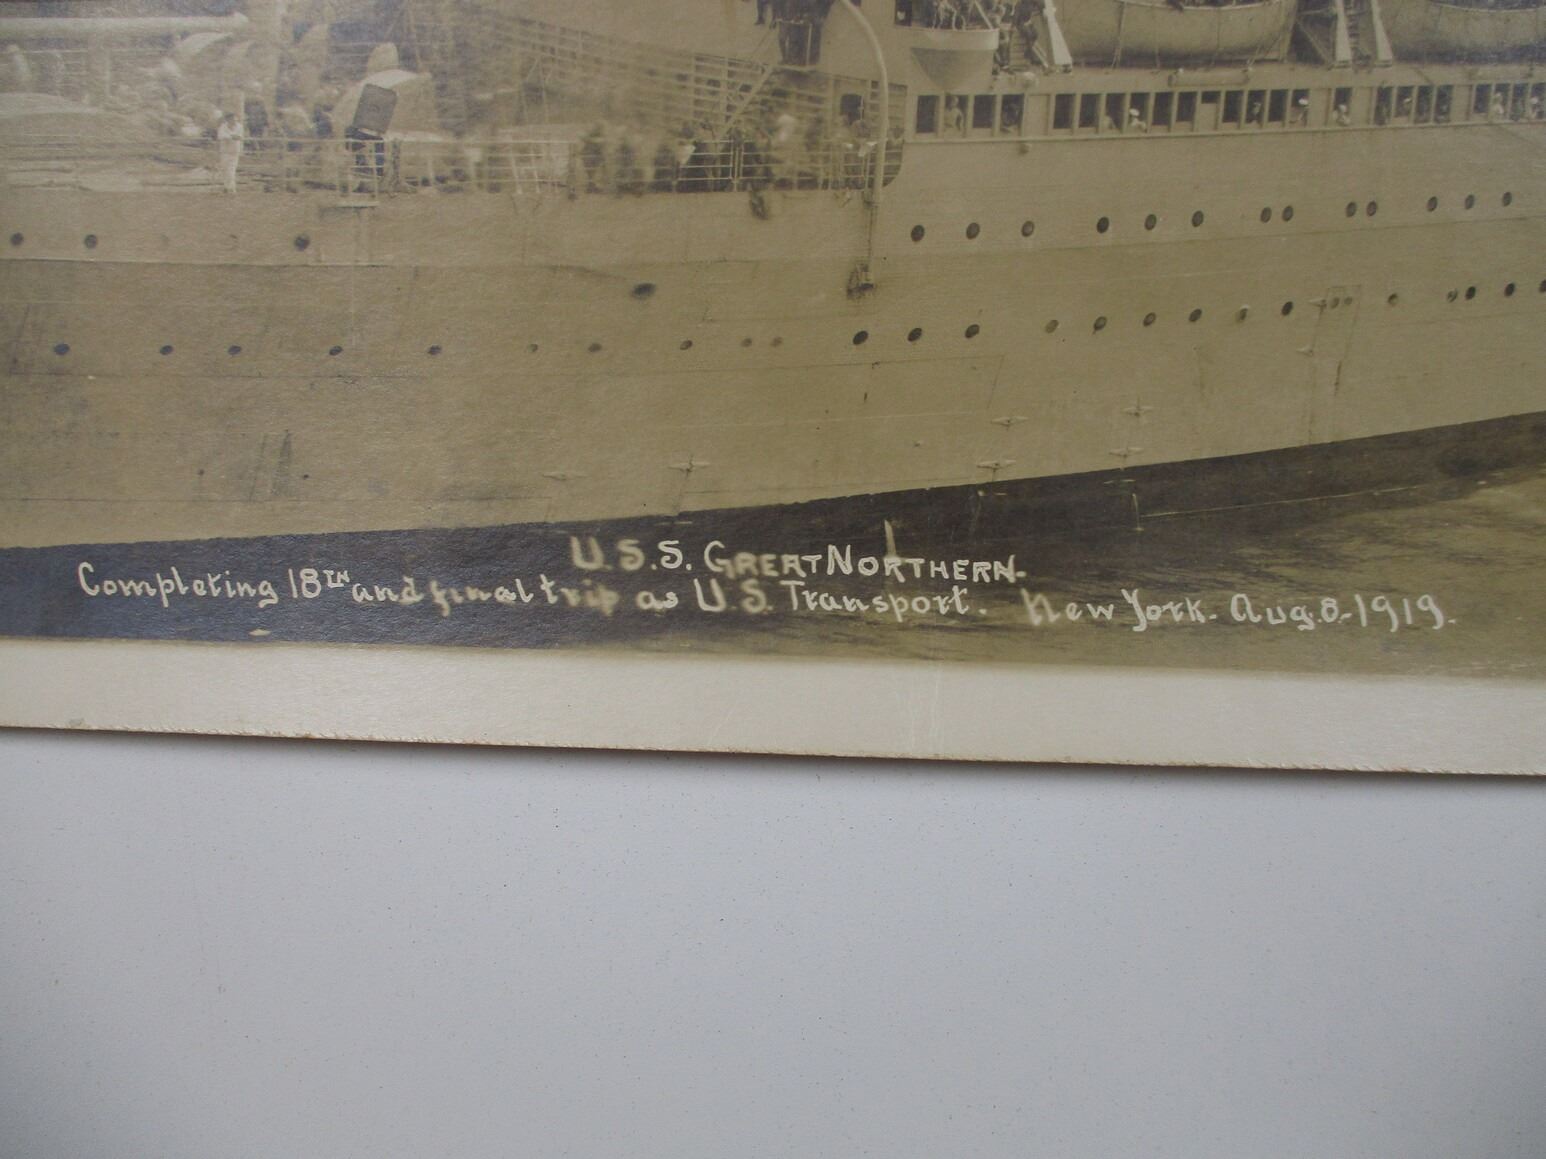 U.S.S. GREAT NORTHERN.
Completing 18TH and final trip as U.S. Transport. New York. Aug. 8-1919.